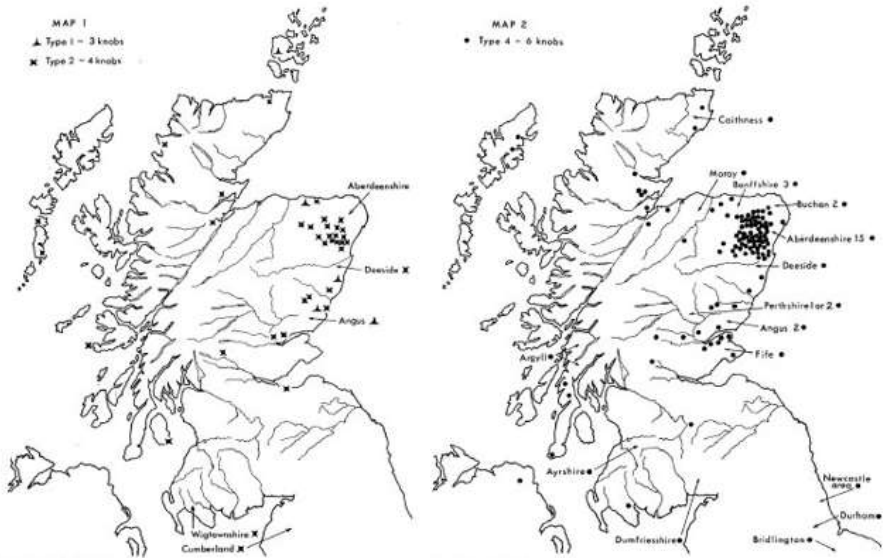 MAP 1
Type 1 - 3 knobs
Type 2 - 4 knobs
Aberdeenshire
Deeside
Angus
Wigtownshire
Cumberland
MAP 2
Type 4 - 6 knobs
Caithness
Moray
Banffshire 3
Buchan 2
Aberdeenshire 15
Deeside
Perthshire 1 or 2
Angus 2
Fife
Argyll
Ayrshire
Dumfriesshire
Newcastle
area
Durham
Bridlington